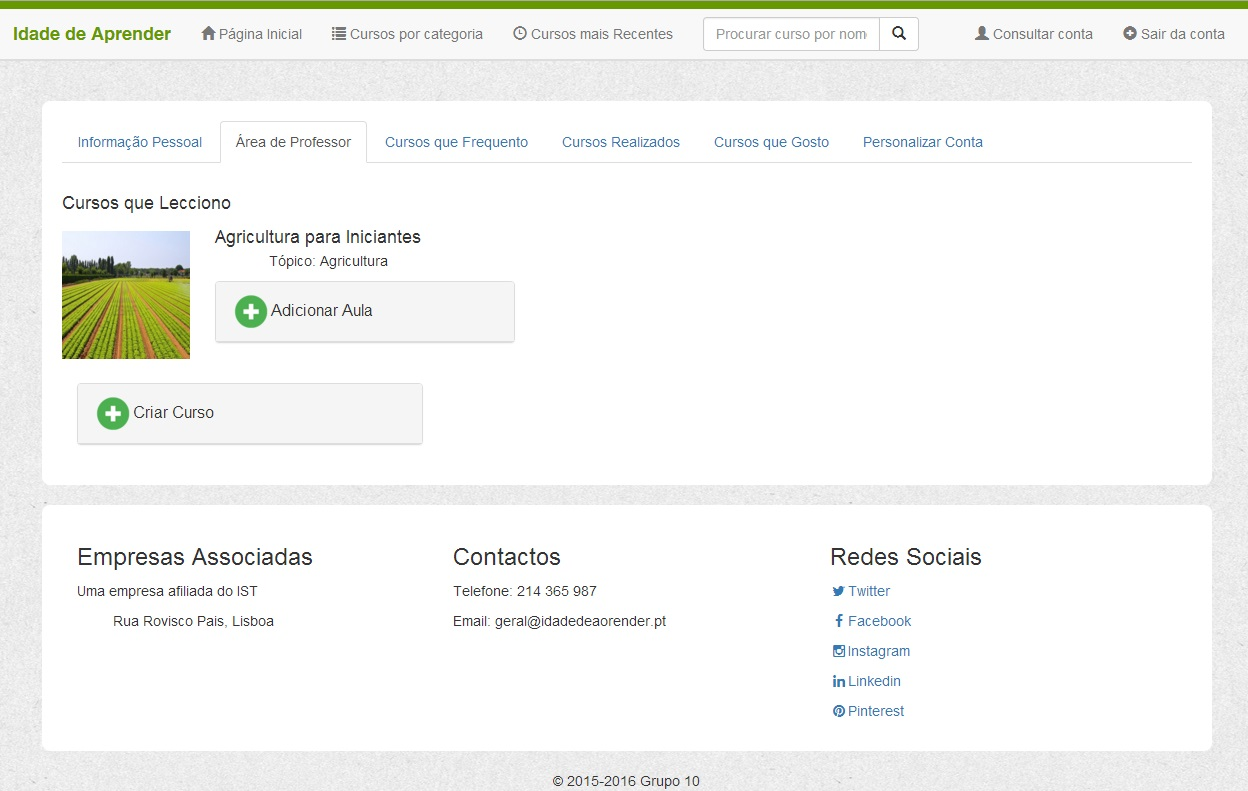 Idade de Aprender Página Inicial Cursos por categoria Cursos mais Recentes Procurar curso por nom Consultar conta Sair da conta
Informação Pessoal Área de Professor Cursos que Frequento Cursos Realizados Cursos que Gosto Personalizar Conta
Cursos que Lecciono
Agricultura para Iniciantes
Tópico: Agricultura
Adicionar Aula
Criar Curso
Empresas Associadas
Uma empresa afiliada do IST
Rua Rovisco Pais, Lisboa
Contactos
Telefone: 214 365 987
Email: geral@idadedeaorender.pt
Redes Sociais
Twitter
Facebook
Instagram
Linkedin
Pinterest
© 2015-2016 Grupo 10